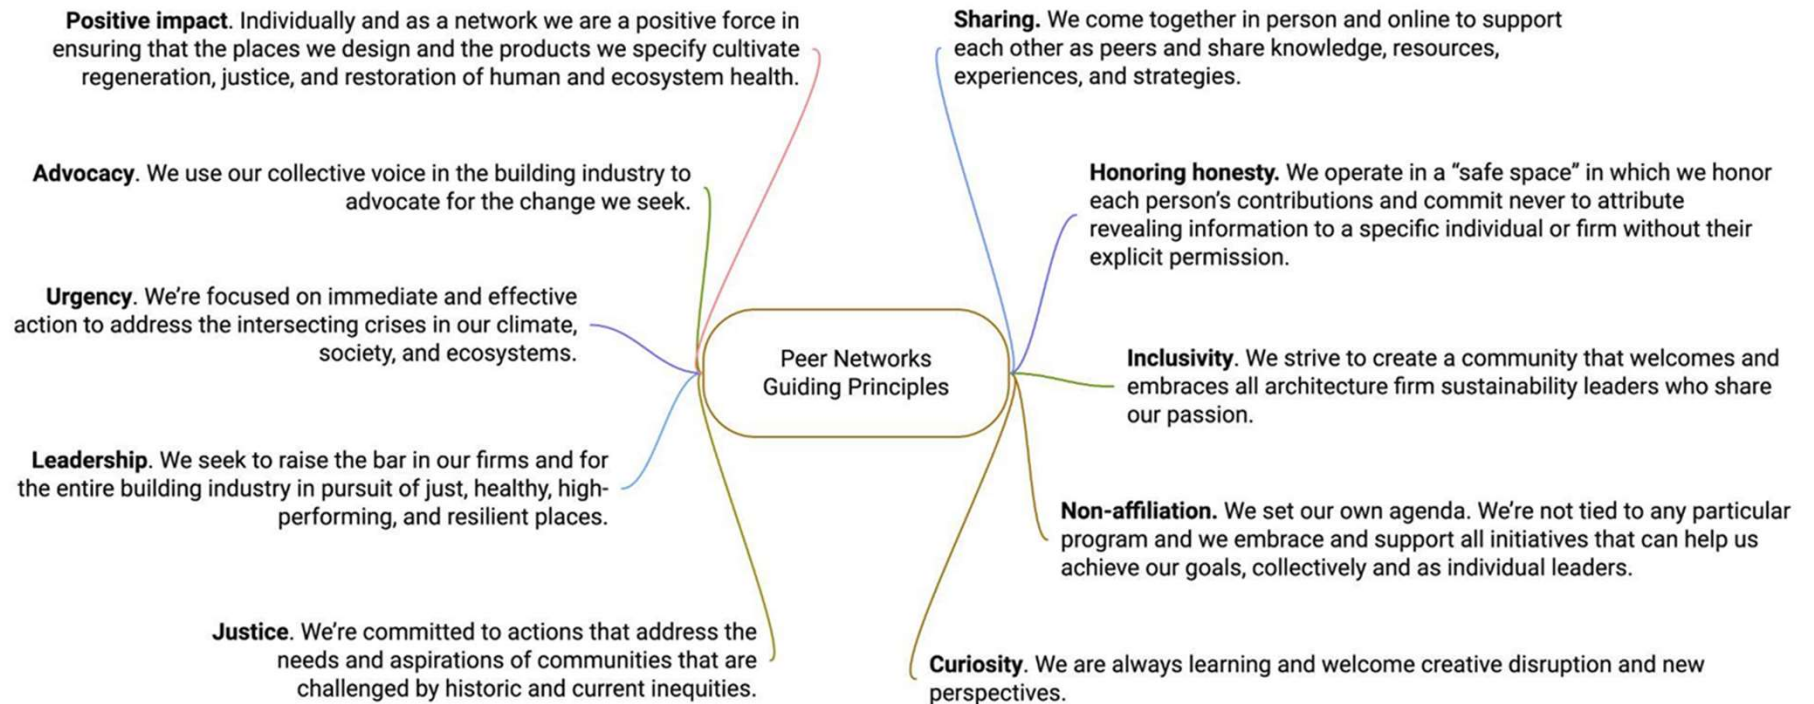 Positive impact. Individually and as a network we are a positive force in
ensuring that the places we design and the products we specify cultivate
regeneration, justice, and restoration of human and ecosystem health.
Advocacy. We use our collective voice in the building industry to
advocate for the change we seek.
Urgency. We’re focused on immediate and effective
action to address the intersecting crises in our climate,
society, and ecosystems.
Leadership. We seek to raise the bar in our firms and for
the entire building industry in pursuit of just, healthy, high-
performing, and resilient places.
Justice. We’re committed to actions that address the
needs and aspirations of communities that are
challenged by historic and current inequities.
Peer Networks
Guiding Principles
Sharing. We come together in person and online to support
each other as peers and share knowledge, resources,
experiences, and strategies.
Honoring honesty. We operate in a “safe space” in which we honor
each person’s contributions and commit never to attribute
revealing information to a specific individual or firm without their
explicit permission.
Inclusivity. We strive to create a community that welcomes and
embraces all architecture firm sustainability leaders who share
our passion.
Non-affiliation. We set our own agenda. We’re not tied to any particular
program and we embrace and support all initiatives that can help us
achieve our goals, collectively and as individual leaders.
Curiosity. We are always learning and welcome creative disruption and new
perspectives.